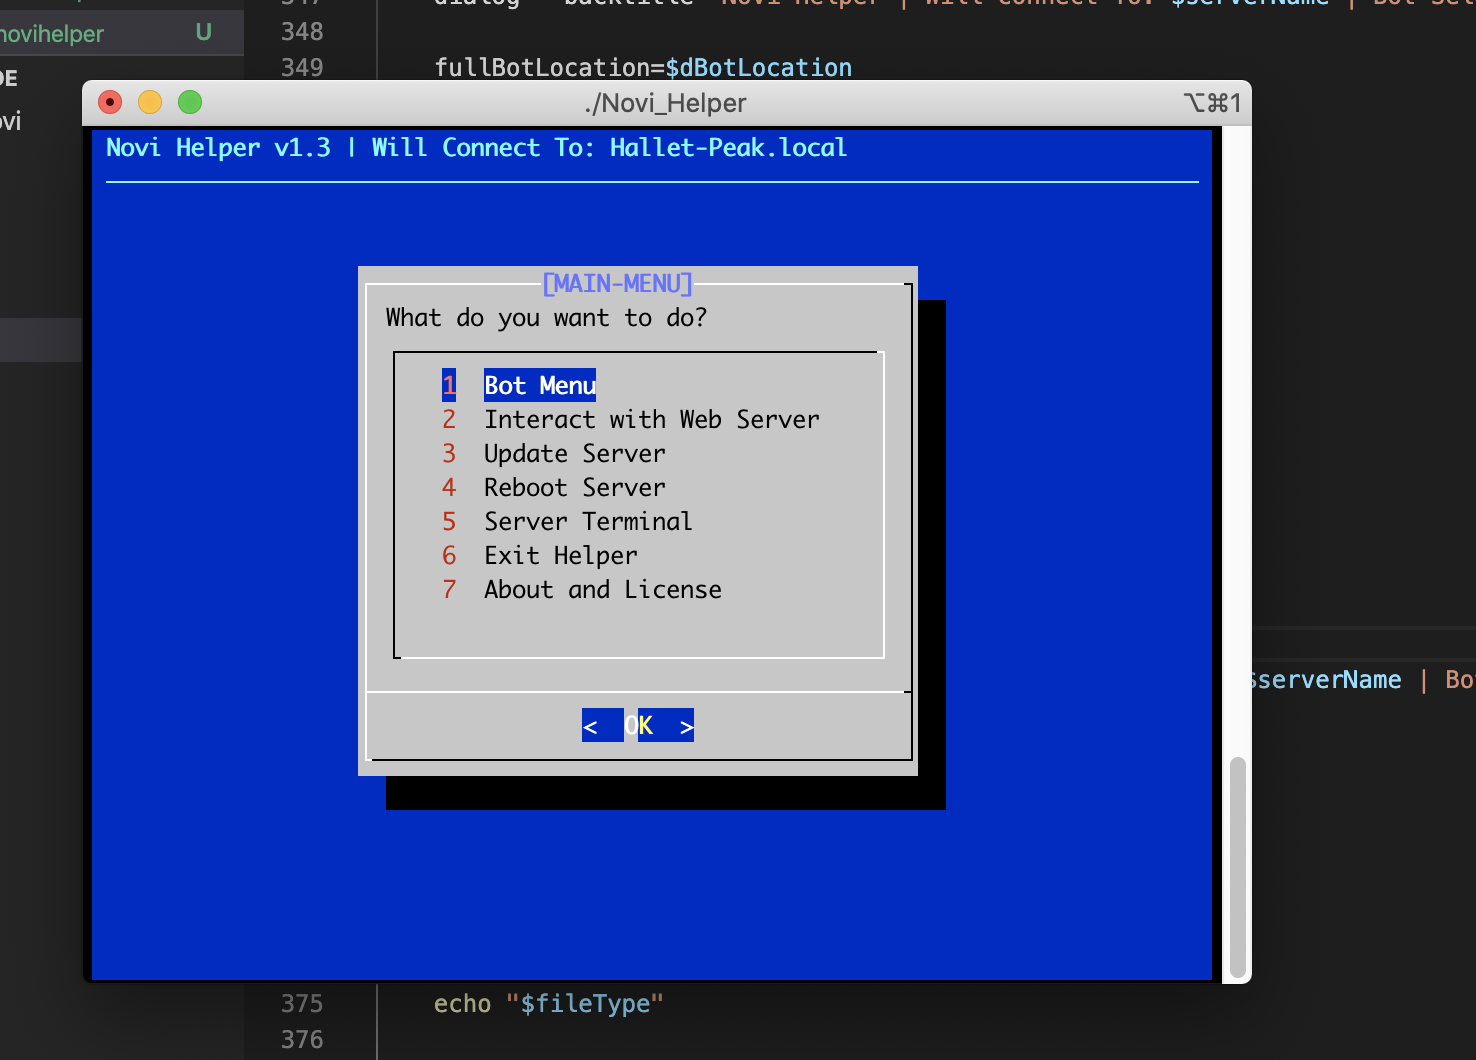 348
novihelper U
349 fullBotLocation=$dBotLocation
./Novi_Helper ⌥⌘1
Novi Helper v1.3 | Will Connect To: Hallet-Peak.local
[MAIN-MENU]
What do you want to do?
1 Bot Menu
2 Interact with Web Server
3 Update Server
4 Reboot Server
5 Server Terminal
6 Exit Helper
7 About and License
$serverName | Bo
< OK >
375 echo "$fileType"
376